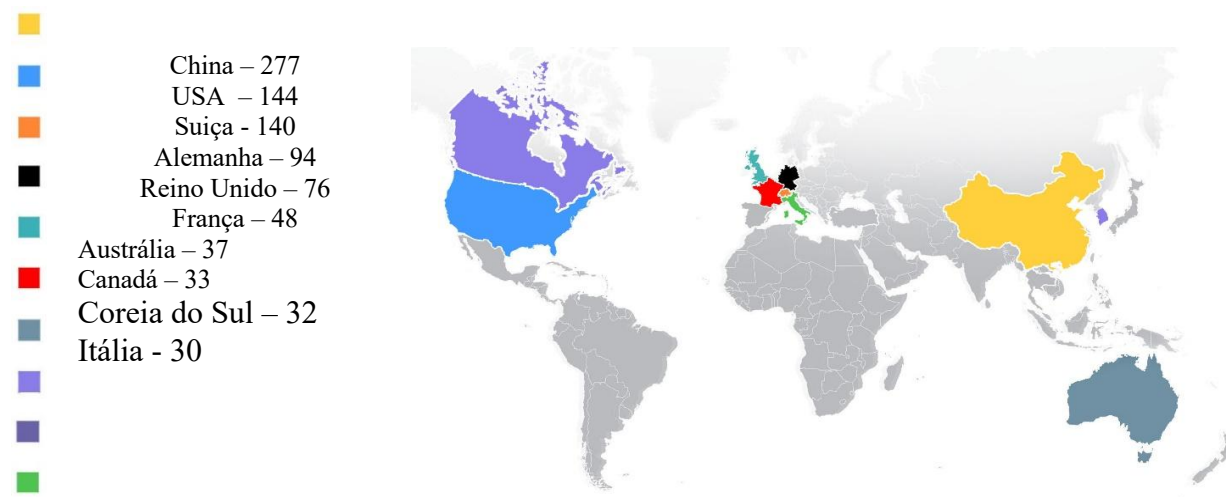 China – 277
USA – 144
Suiça - 140
Alemanha – 94
Reino Unido – 76
França – 48
Austrália – 37
Canadá – 33
Coreia do Sul – 32
Itália - 30